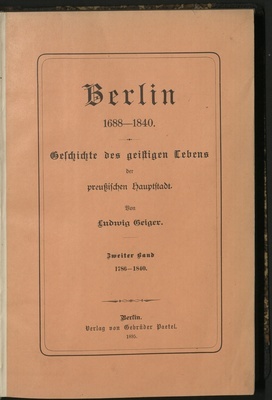 Berlin
1688—1840.
Geschichte des geistigen Lebens
der
preußischen Hauptstadt.
Von
Ludwig Geiger.
Zweiter Band
1786—1840.
Berlin.
Verlag von Gebrüder Paetel.
1895.